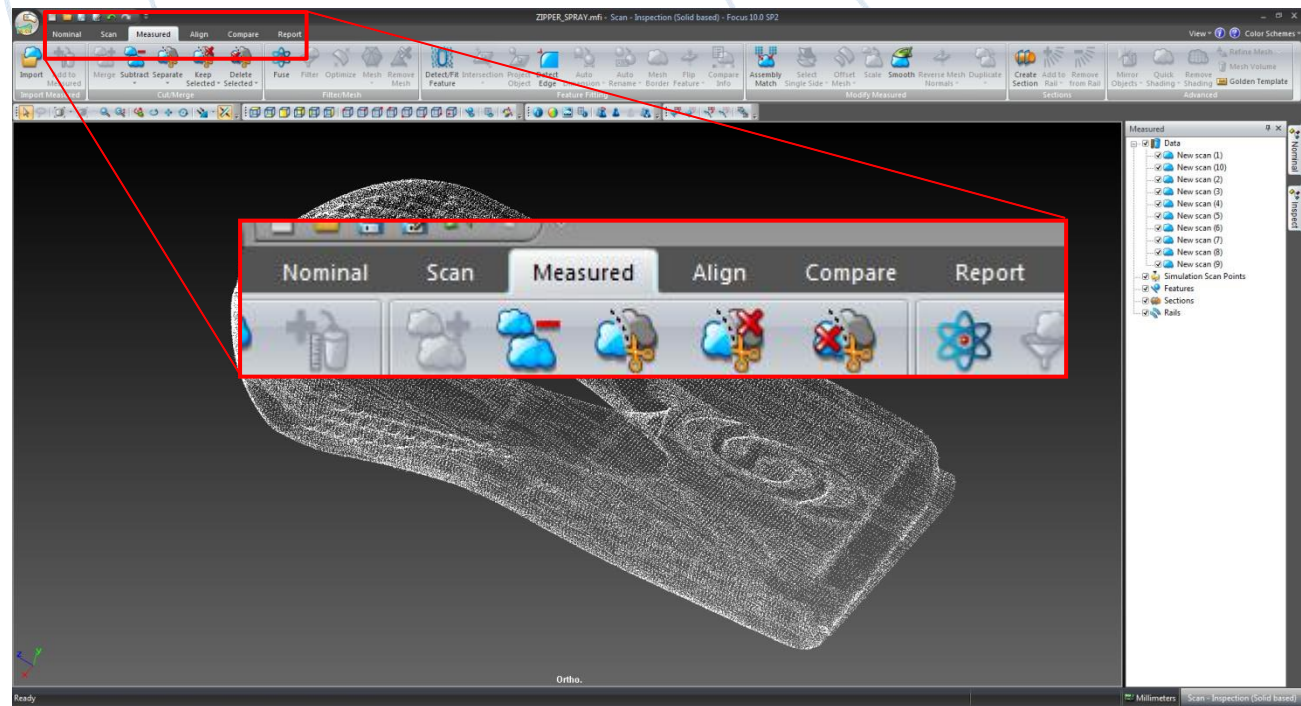 ZIPPER_SPRAY.mfi - Scan - Inspection (Solid based) - Focus 10.0 SP2
Nominal Scan Measured Align Compare Report
View Color Schemes
Import Add to Measured Merge Subtract Separate Keep Selected Delete Selected Fuse Filter Optimize Mesh Remove Mesh Detect/Fit Feature Intersection Project Object Detect Edge Auto Dimension Auto Rename Mesh Border Flip Feature Compare Info Assembly Match Select Single Side Offset Mesh Scale Smooth Reverse Mesh Normals Duplicate Create Section Add to Rail Remove from Rail Mirror Objects Quick Shading Remove Shading Refine Mesh
Mesh Volume
Golden Template
Import Measured Cut/Merge Filter/Mesh Feature Fitting Modify Measured Sections Advanced
Measured
Data
New scan (1)
New scan (10)
New scan (2)
New scan (3)
New scan (4)
New scan (5)
New scan (6)
New scan (7)
New scan (8)
New scan (9)
Simulation Scan Points
Features
Sections
Rails
Nominal
Inspect
Nominal Scan Measured Align Compare Report
z y
x
Ortho.
Ready Millimeters Scan - Inspection (Solid based)